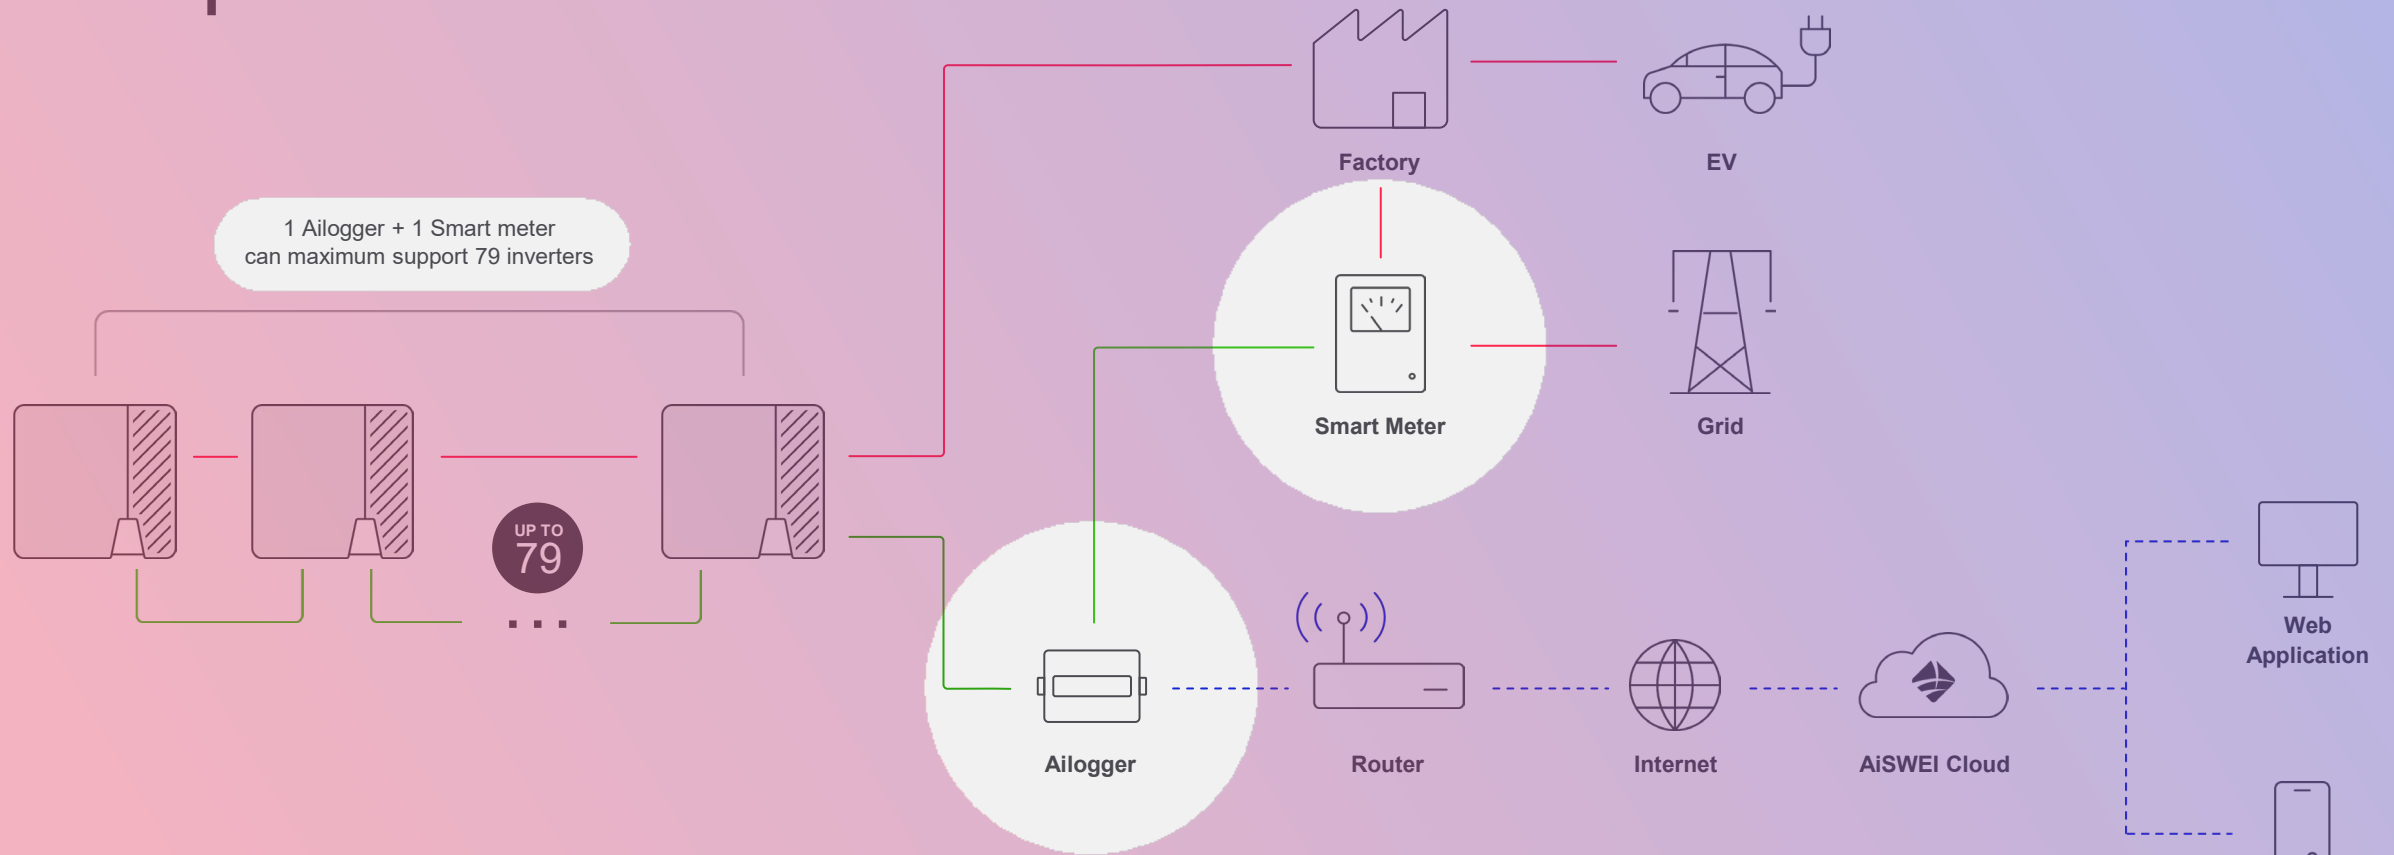 Factory
EV
1 Ailogger + 1 Smart meter
can maximum support 79 inverters
Smart Meter
Grid
UP TO
79
Web
Application
Ailogger
Router
Internet
AiSWEI Cloud